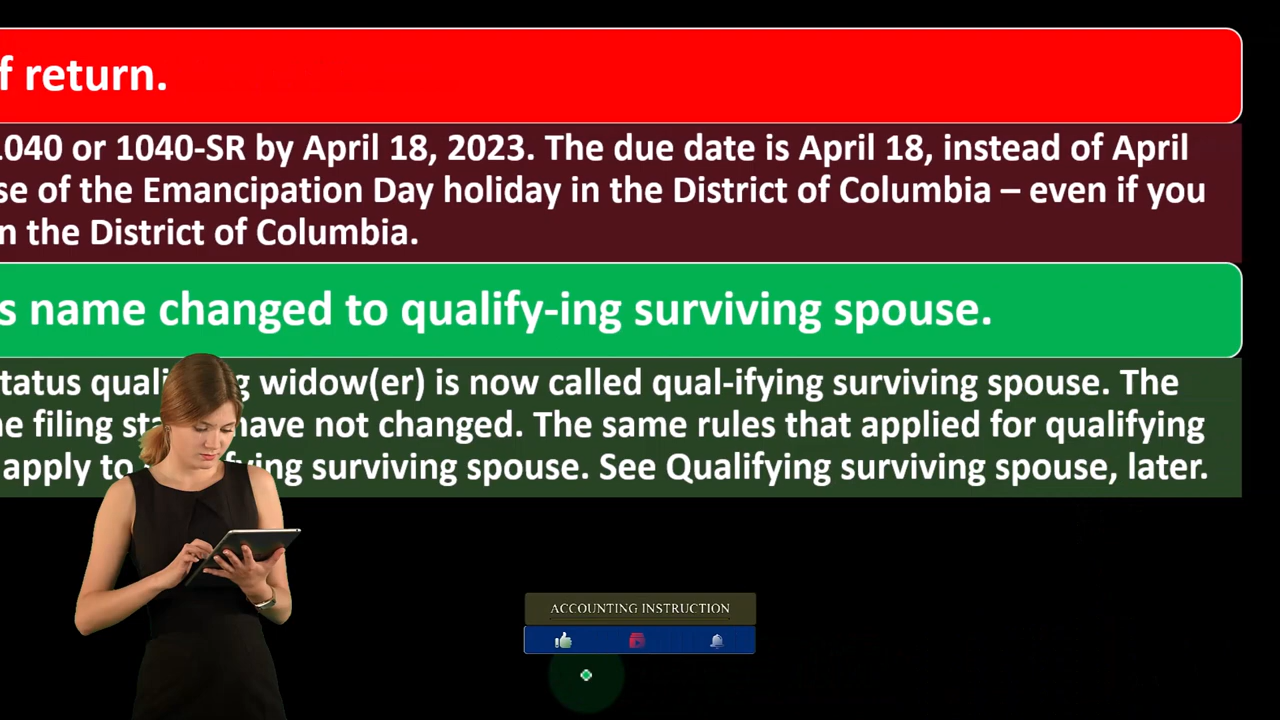 f return.
1040 or 1040-SR by April 18, 2023. The due date is April 18, instead of April
se of the Emancipation Day holiday in the District of Columbia – even if you
n the District of Columbia.
s name changed to qualify-ing surviving spouse.
tatus quali g widow(er) is now called qual-ifying surviving spouse. The
e filing sta have not changed. The same rules that applied for qualifying
apply to ying surviving spouse. See Qualifying surviving spouse, later.
ACCOUNTING INSTRUCTION